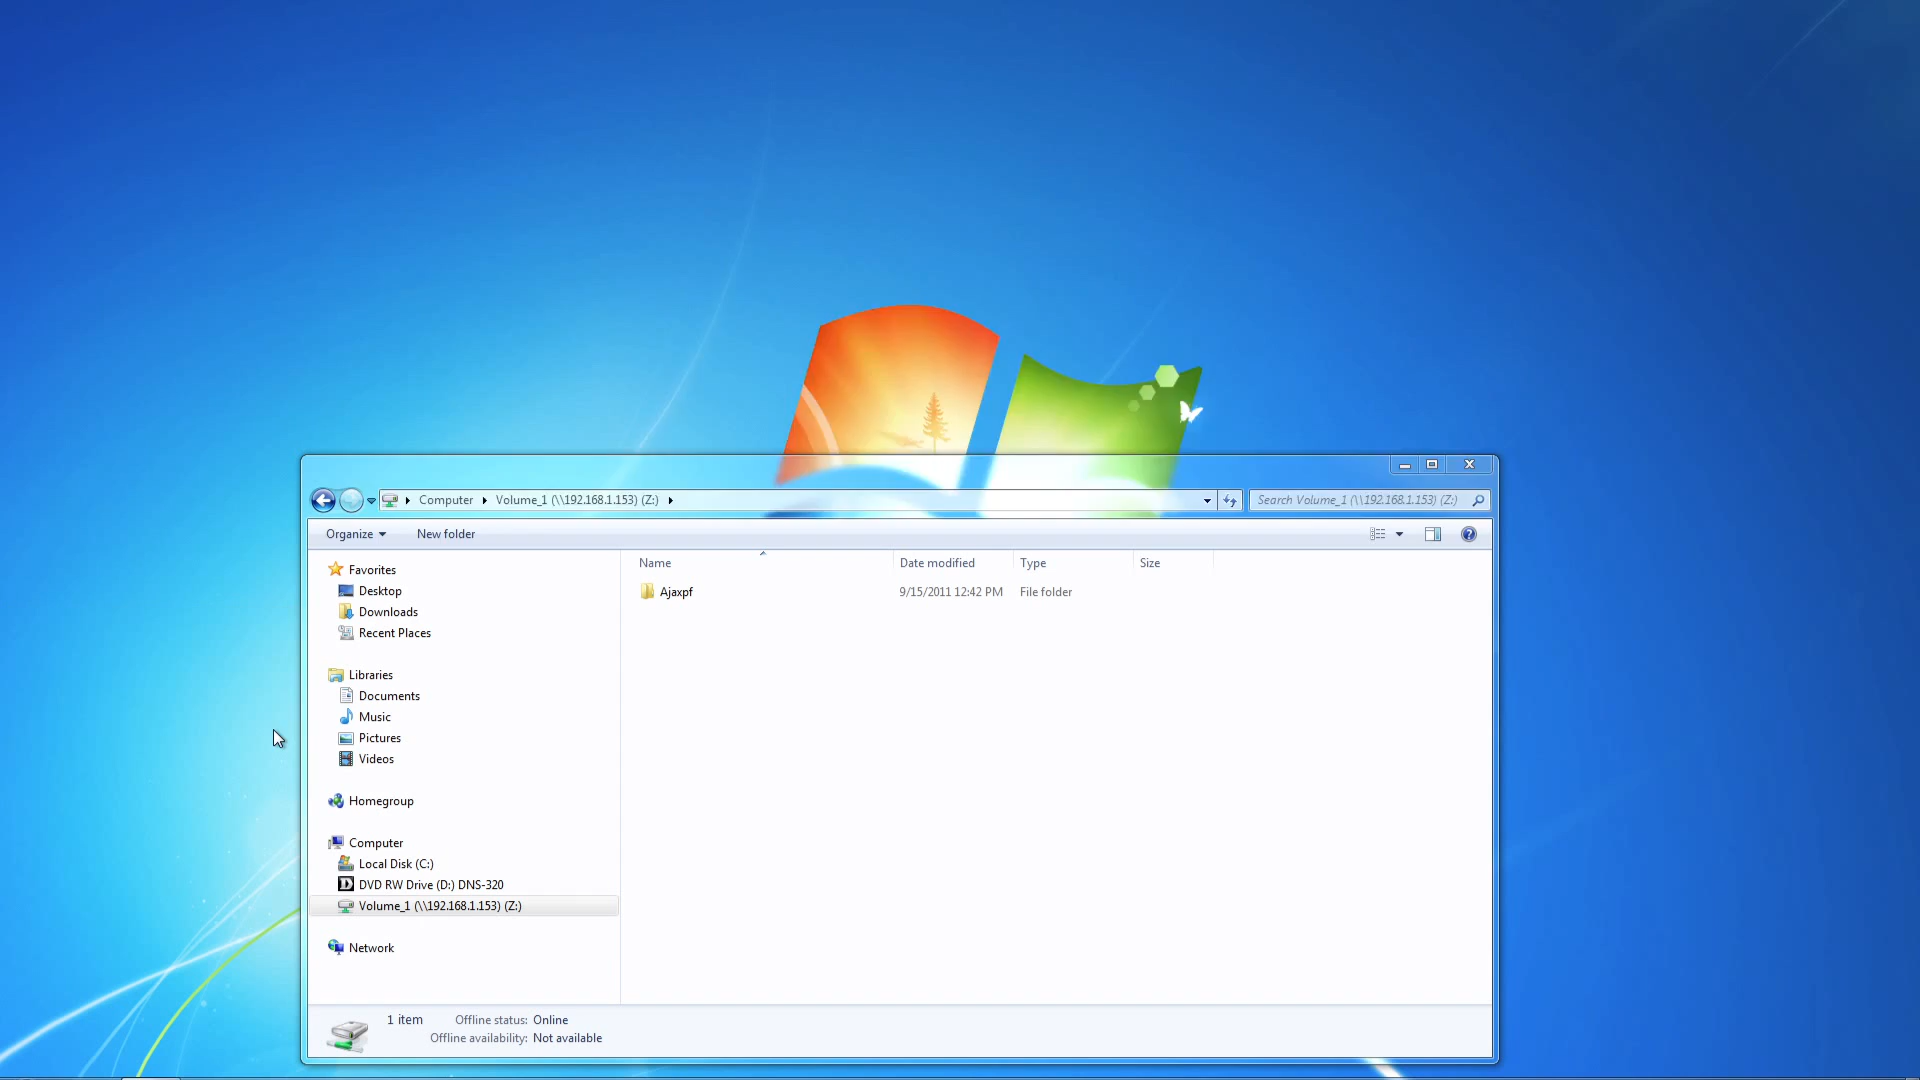 Computer Volume_1 (\\192.168.1.153) (Z:)
Search Volume_1 (\\192.168.1.153) (Z:)
Organize New folder
Name Date modified Type Size
Ajaxpf 9/15/2011 12:42 PM File folder
Favorites
Desktop
Downloads
Recent Places
Libraries
Documents
Music
Pictures
Videos
Homegroup
Computer
Local Disk (C:)
DVD RW Drive (D:) DNS-320
Volume_1 (\\192.168.1.153) (Z:)
Network
1 item Offline status: Online
Offline availability: Not available